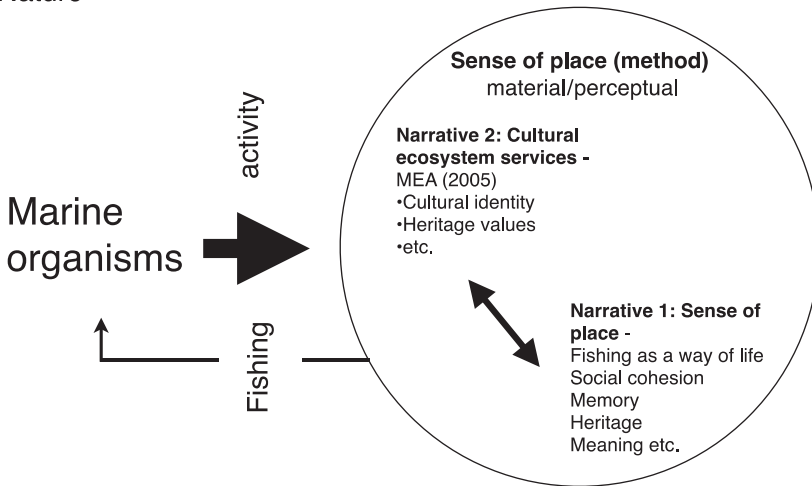 Sense of place (method)
material/perceptual
Narrative 2: Cultural
ecosystem services -
MEA (2005)
•Cultural identity
•Heritage values
•etc.
activity
Marine
organisms
Fishing
Narrative 1: Sense of
place -
Fishing as a way of life
Social cohesion
Memory
Heritage
Meaning etc.